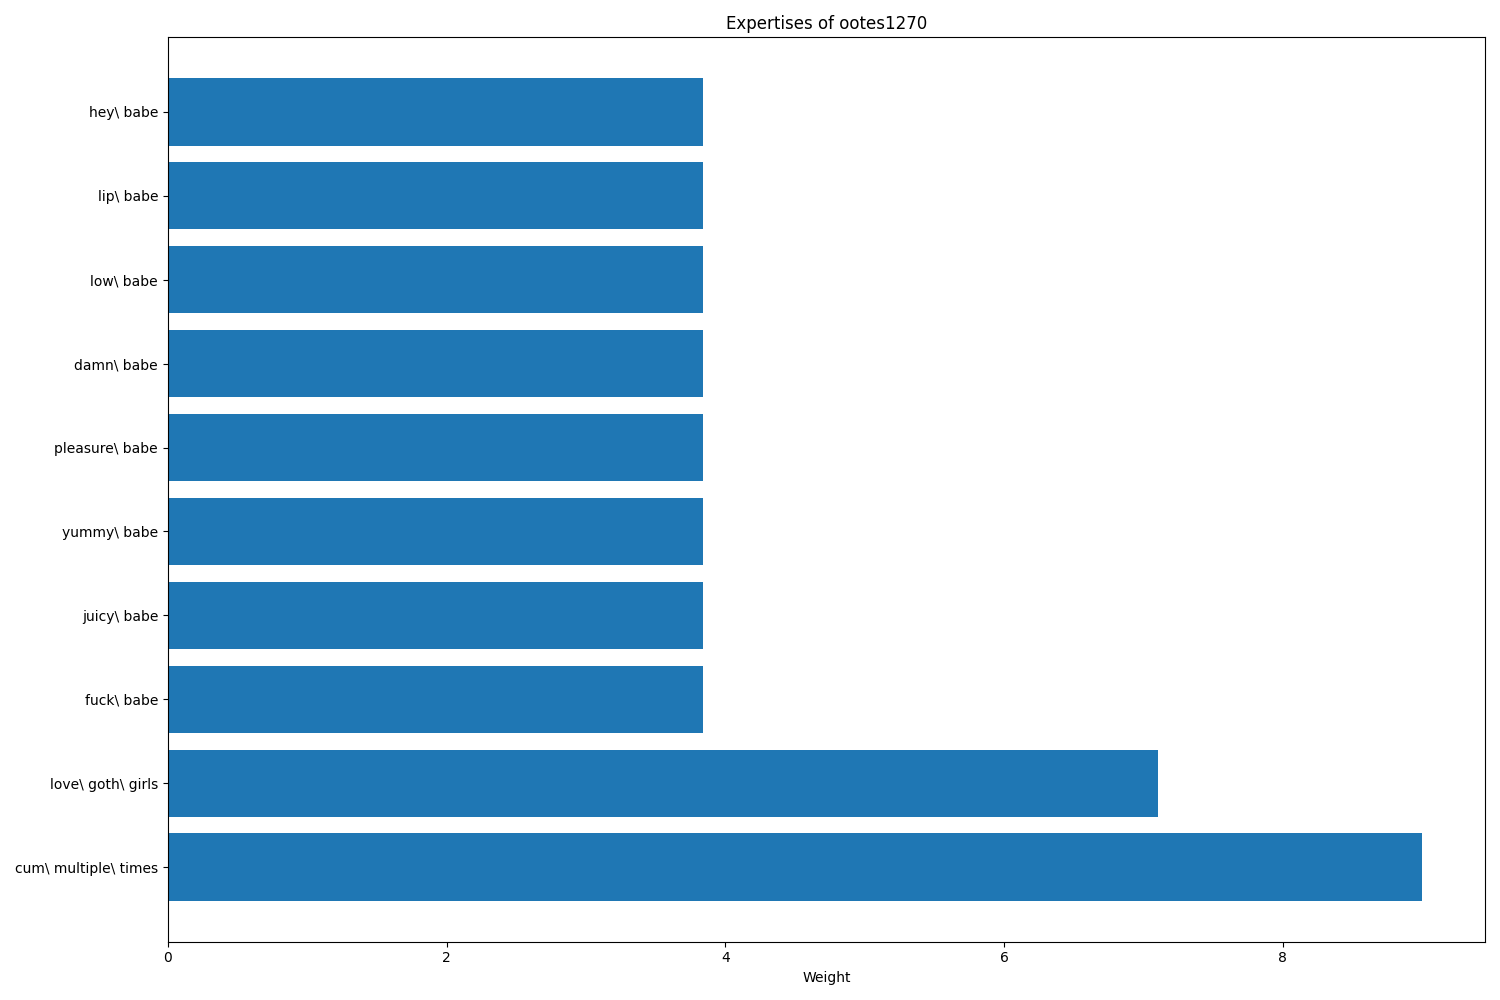 Expertises of ootes1270
hey\ babe
lip\ babe
low\ babe
damn\ babe
pleasure\ babe
yummy\ babe
juicy\ babe
fuck\ babe
love\ goth\ girls
cum\ multiple\ times
0 2 4 6 8
Weight